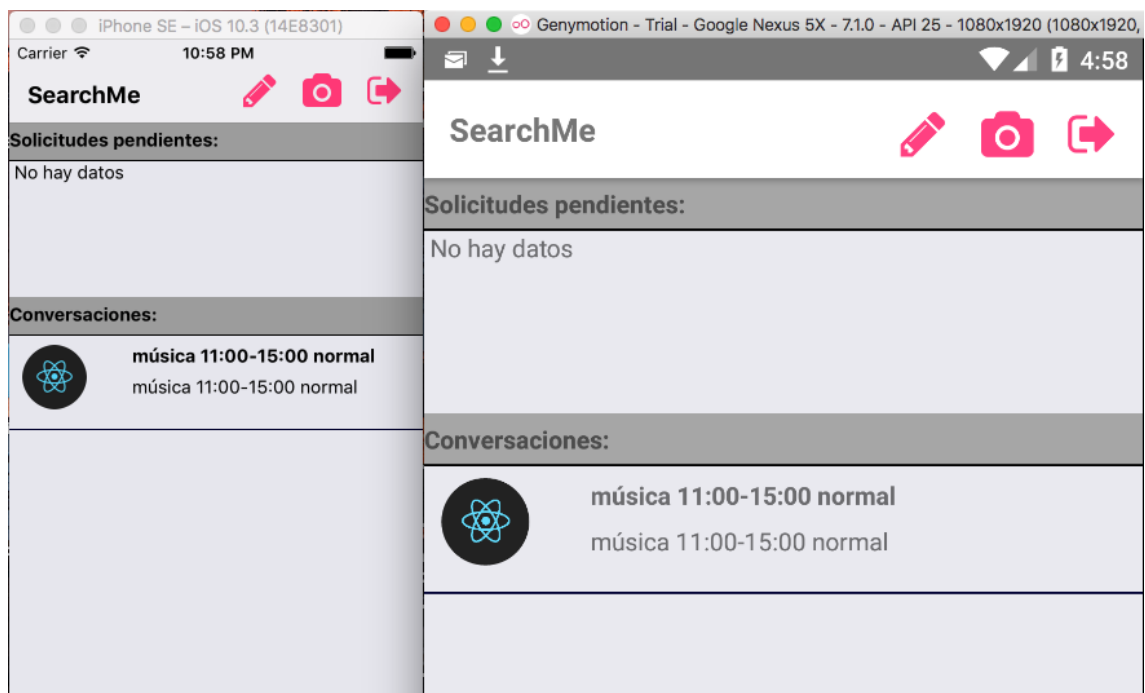 iPhone SE – iOS 10.3 (14E8301)
Carrier 10:58 PM
SearchMe
Solicitudes pendientes:
No hay datos
Conversaciones:
música 11:00-15:00 normal
música 11:00-15:00 normal
Genymotion - Trial - Google Nexus 5X - 7.1.0 - API 25 - 1080x1920 (1080x1920,
4:58
SearchMe
Solicitudes pendientes:
No hay datos
Conversaciones:
música 11:00-15:00 normal
música 11:00-15:00 normal